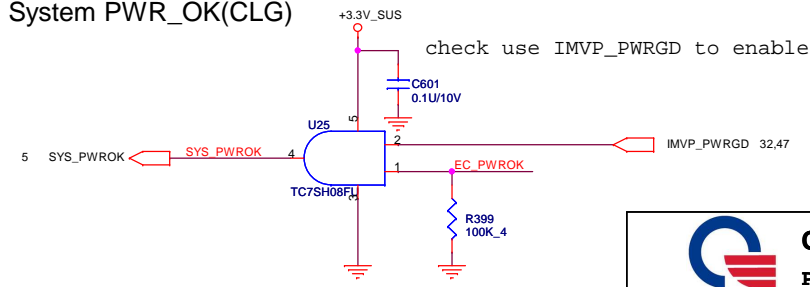 System PWR_OK(CLG)
+3.3V_SUS
check use IMVP_PWRGD to enable
C601
0.1U/10V
U25
5
2
IMVP_PWRGD 32,47
5 SYS_PWROK
SYS_PWROK
4
1
EC_PWROK
TC7SH08FU
3
R399
100K_4